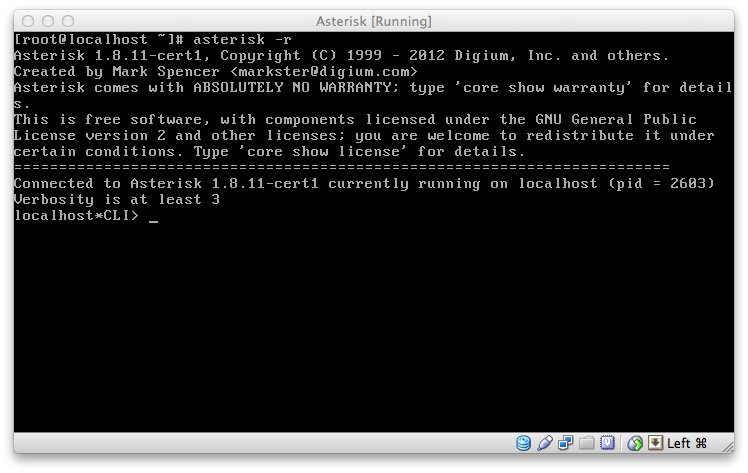 Asterisk [Running]
[root@localhost ~]# asterisk -r
Asterisk 1.8.11-cert1, Copyright (C) 1999 - 2012 Digium, Inc. and others.
Created by Mark Spencer <markster@digium.com>
Asterisk comes with ABSOLUTELY NO WARRANTY; type 'core show warranty' for detail
s.
This is free software, with components licensed under the GNU General Public
License version 2 and other licenses; you are welcome to redistribute it under
certain conditions. Type 'core show license' for details.
=========================================================================
Connected to Asterisk 1.8.11-cert1 currently running on localhost (pid = 2603)
Verbosity is at least 3
localhost*CLI> _
Left ⌘